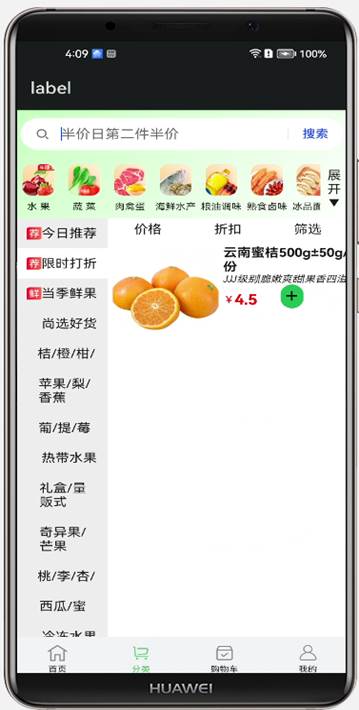 4:09
100%
label
半价日第二件半价
搜索
水果
蔬菜
肉禽蛋
海鲜水产
粮油调味
熟食卤味
冰品面
展开▼
价格
折扣
筛选
荐今日推荐
荐限时打折
鲜当季鲜果
尚选好货
桔/橙/柑/
苹果/梨/
香蕉
葡/提/莓
热带水果
礼盒/量
贩式
奇异果/
芒果
桃/李/杏/
西瓜/蜜
冷冻水果
云南蜜桔500g±50g/
份
JJJ级别脆嫩爽甜果香四溢
¥4.5
+
首页
分类
购物车
我的
HUAWEI